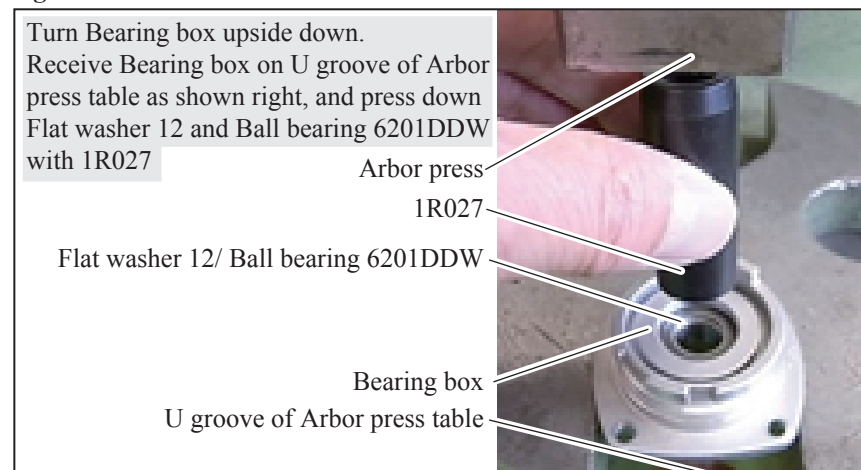 Turn Bearing box upside down.
Receive Bearing box on U groove of Arbor
press table as shown right, and press down
Flat washer 12 and Ball bearing 6201DDW
with 1R027
Arbor press
1R027
Flat washer 12/ Ball bearing 6201DDW
Bearing box
U groove of Arbor press table